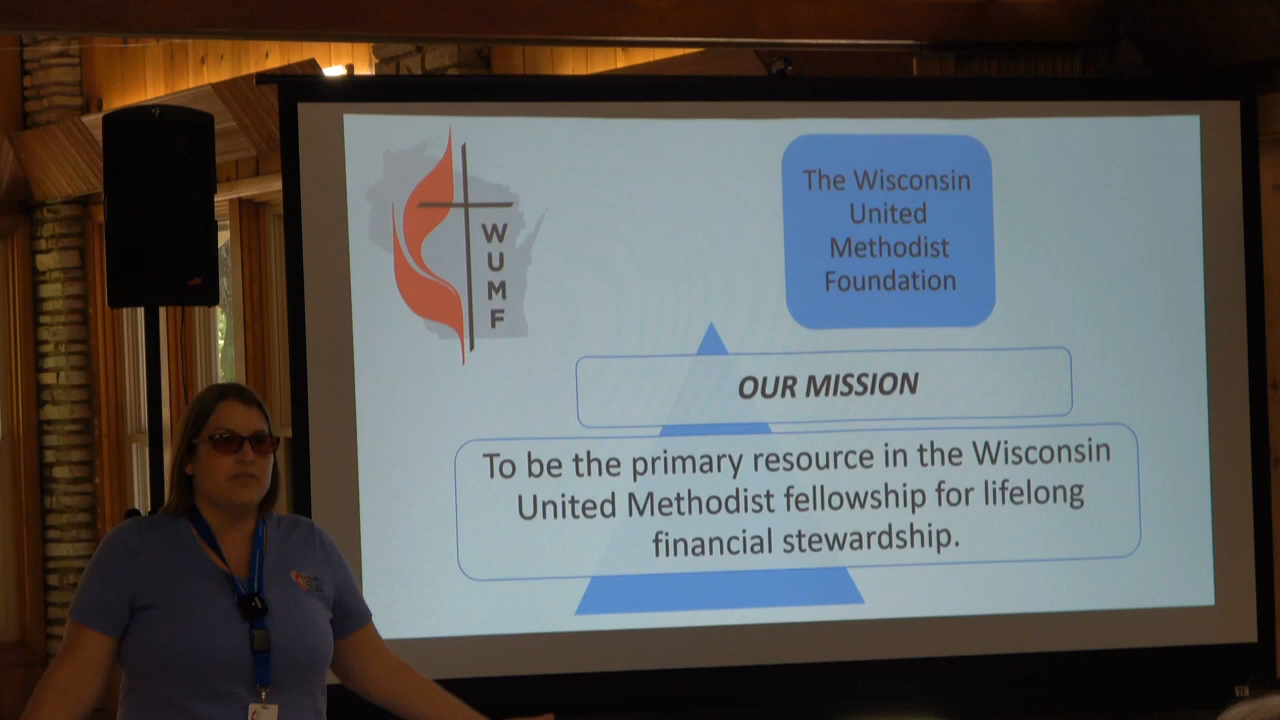 W
U
M
F
The Wisconsin
United
Methodist
Foundation
OUR MISSION
To be the primary resource in the Wisconsin
United Methodist fellowship for lifelong
financial stewardship.